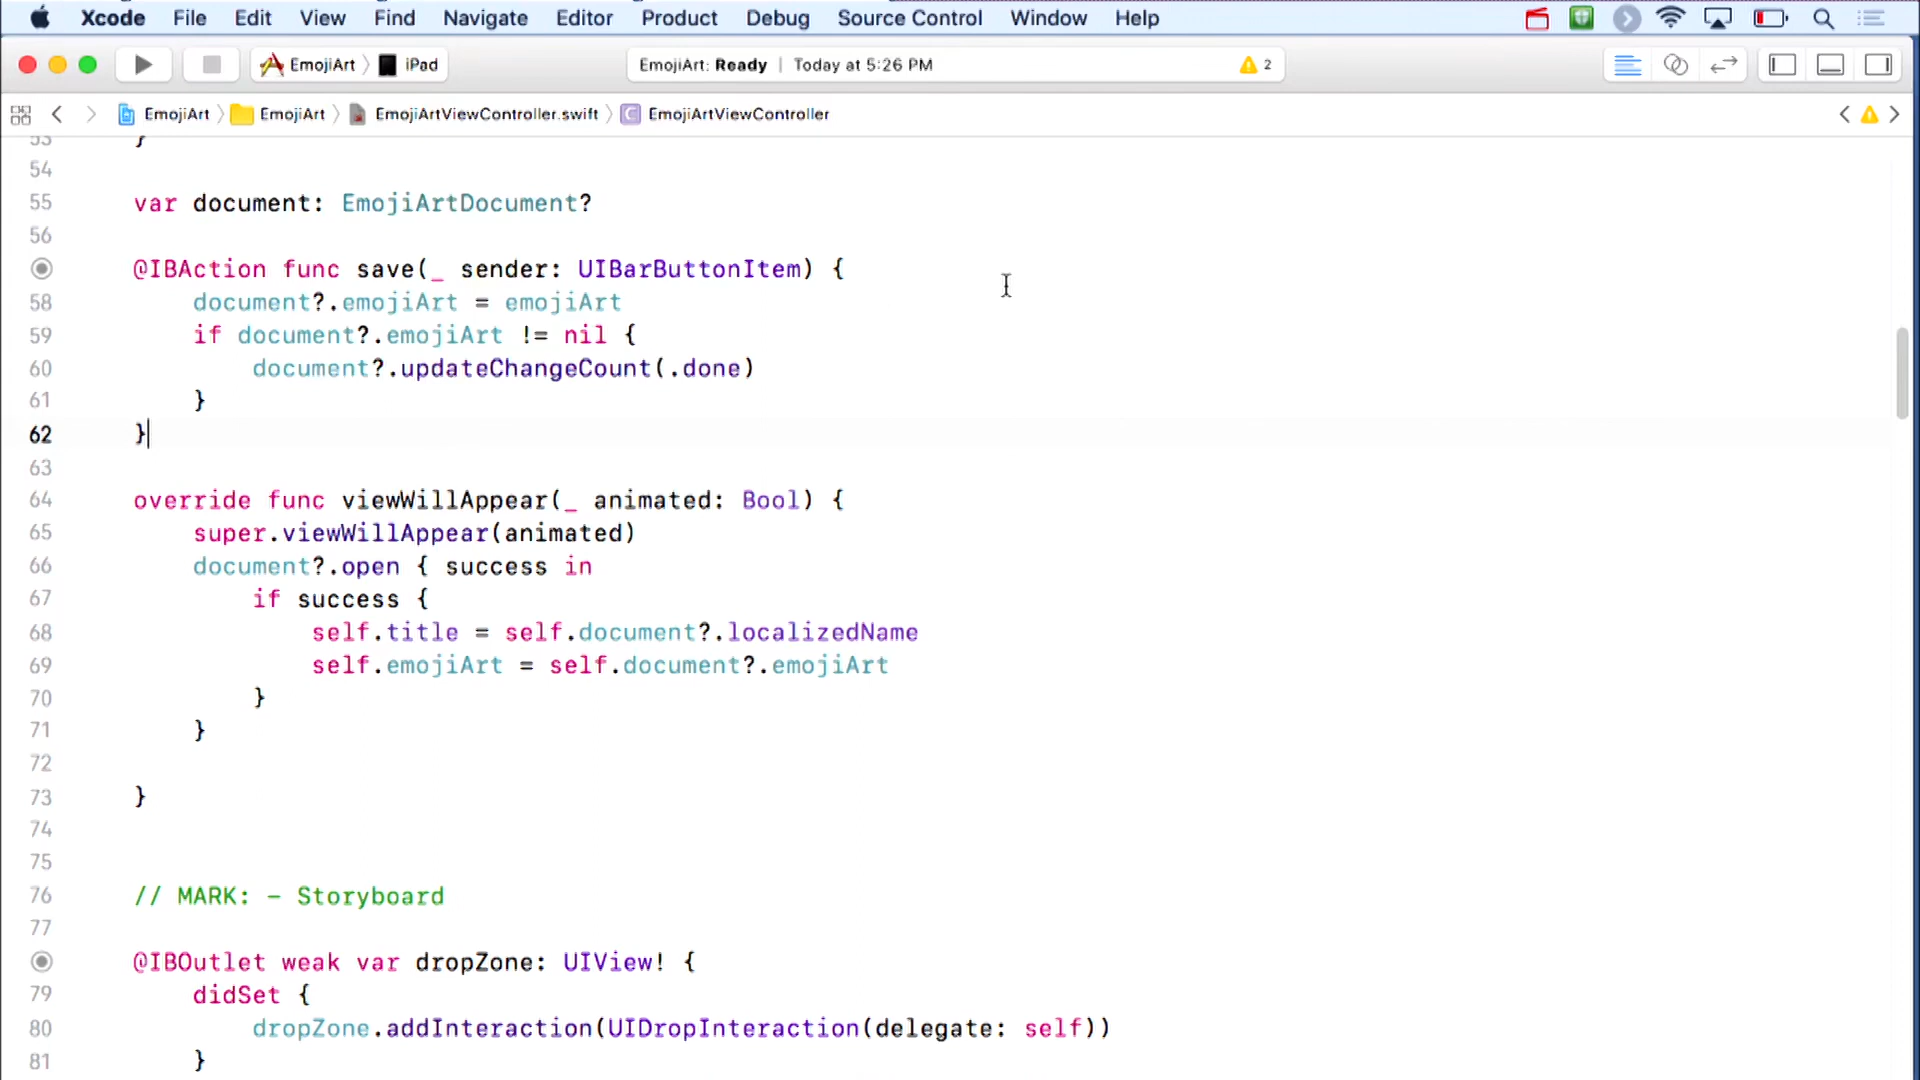 Xcode File Edit View Find Navigate Editor Product Debug Source Control Window Help
EmojiArt iPad EmojiArt: Ready | Today at 5:26 PM 2
EmojiArt EmojiArt EmojiArtViewController.swift C EmojiArtViewController
53 }
54
55 var document: EmojiArtDocument?
56
@IBAction func save(_ sender: UIBarButtonItem) {
58 document?.emojiArt = emojiArt
59 if document?.emojiArt != nil {
60 document?.updateChangeCount(.done)
61 }
62 }
63
64 override func viewWillAppear(_ animated: Bool) {
65 super.viewWillAppear(animated)
66 document?.open { success in
67 if success {
68 self.title = self.document?.localizedName
69 self.emojiArt = self.document?.emojiArt
70 }
71 }
72
73 }
74
75
76 // MARK: - Storyboard
77
@IBOutlet weak var dropZone: UIView! {
79 didSet {
80 dropZone.addInteraction(UIDropInteraction(delegate: self))
81 }